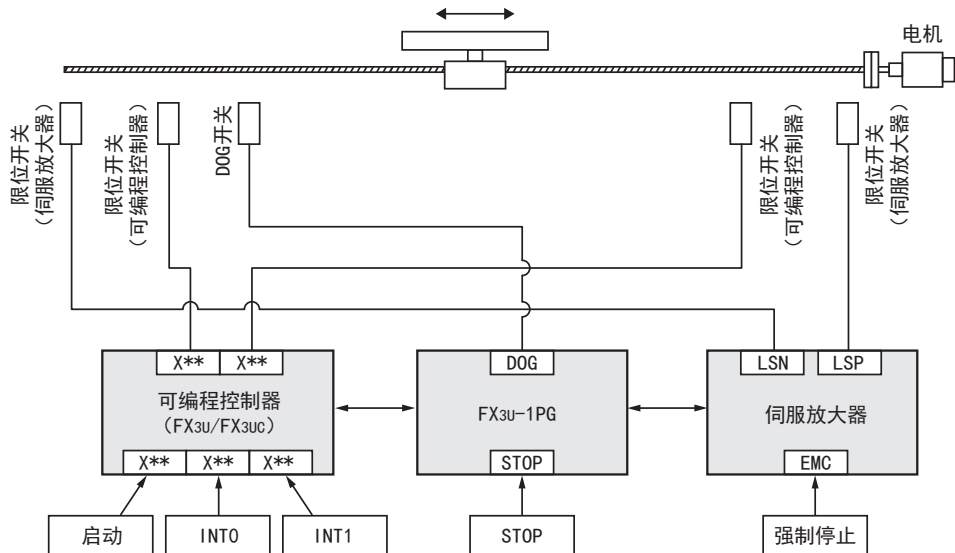 电机
限位开关
（伺服放大器）
限位开关
（可编程控制器）
DOG开关
限位开关
（可编程控制器）
限位开关
（伺服放大器）
X**
X**
DOG
LSN
LSP
可编程控制器
（FX3U/FX3UC）
FX3U-1PG
伺服放大器
X**
X**
X**
STOP
EMC
启动
INT0
INT1
STOP
强制停止